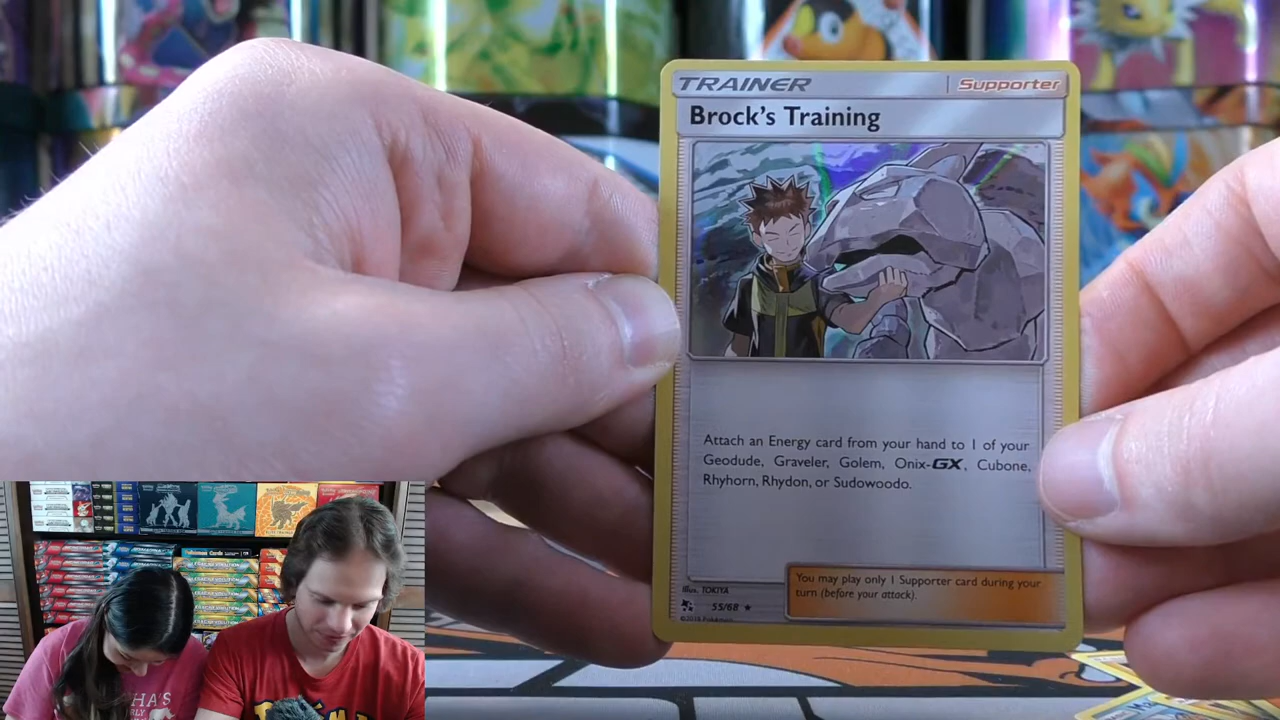 TRAINER Supporter
Brock's Training
Attach an Energy card from your hand to 1 of your
Geodude, Graveler, Golem, Onix-GX, Cubone,
Rhyhorn, Rhydon, or Sudowoodo.
You may play only 1 Supporter card during your
turn (before your attack).
Illus. TOKIYA
55/68
©2019 Pokémon